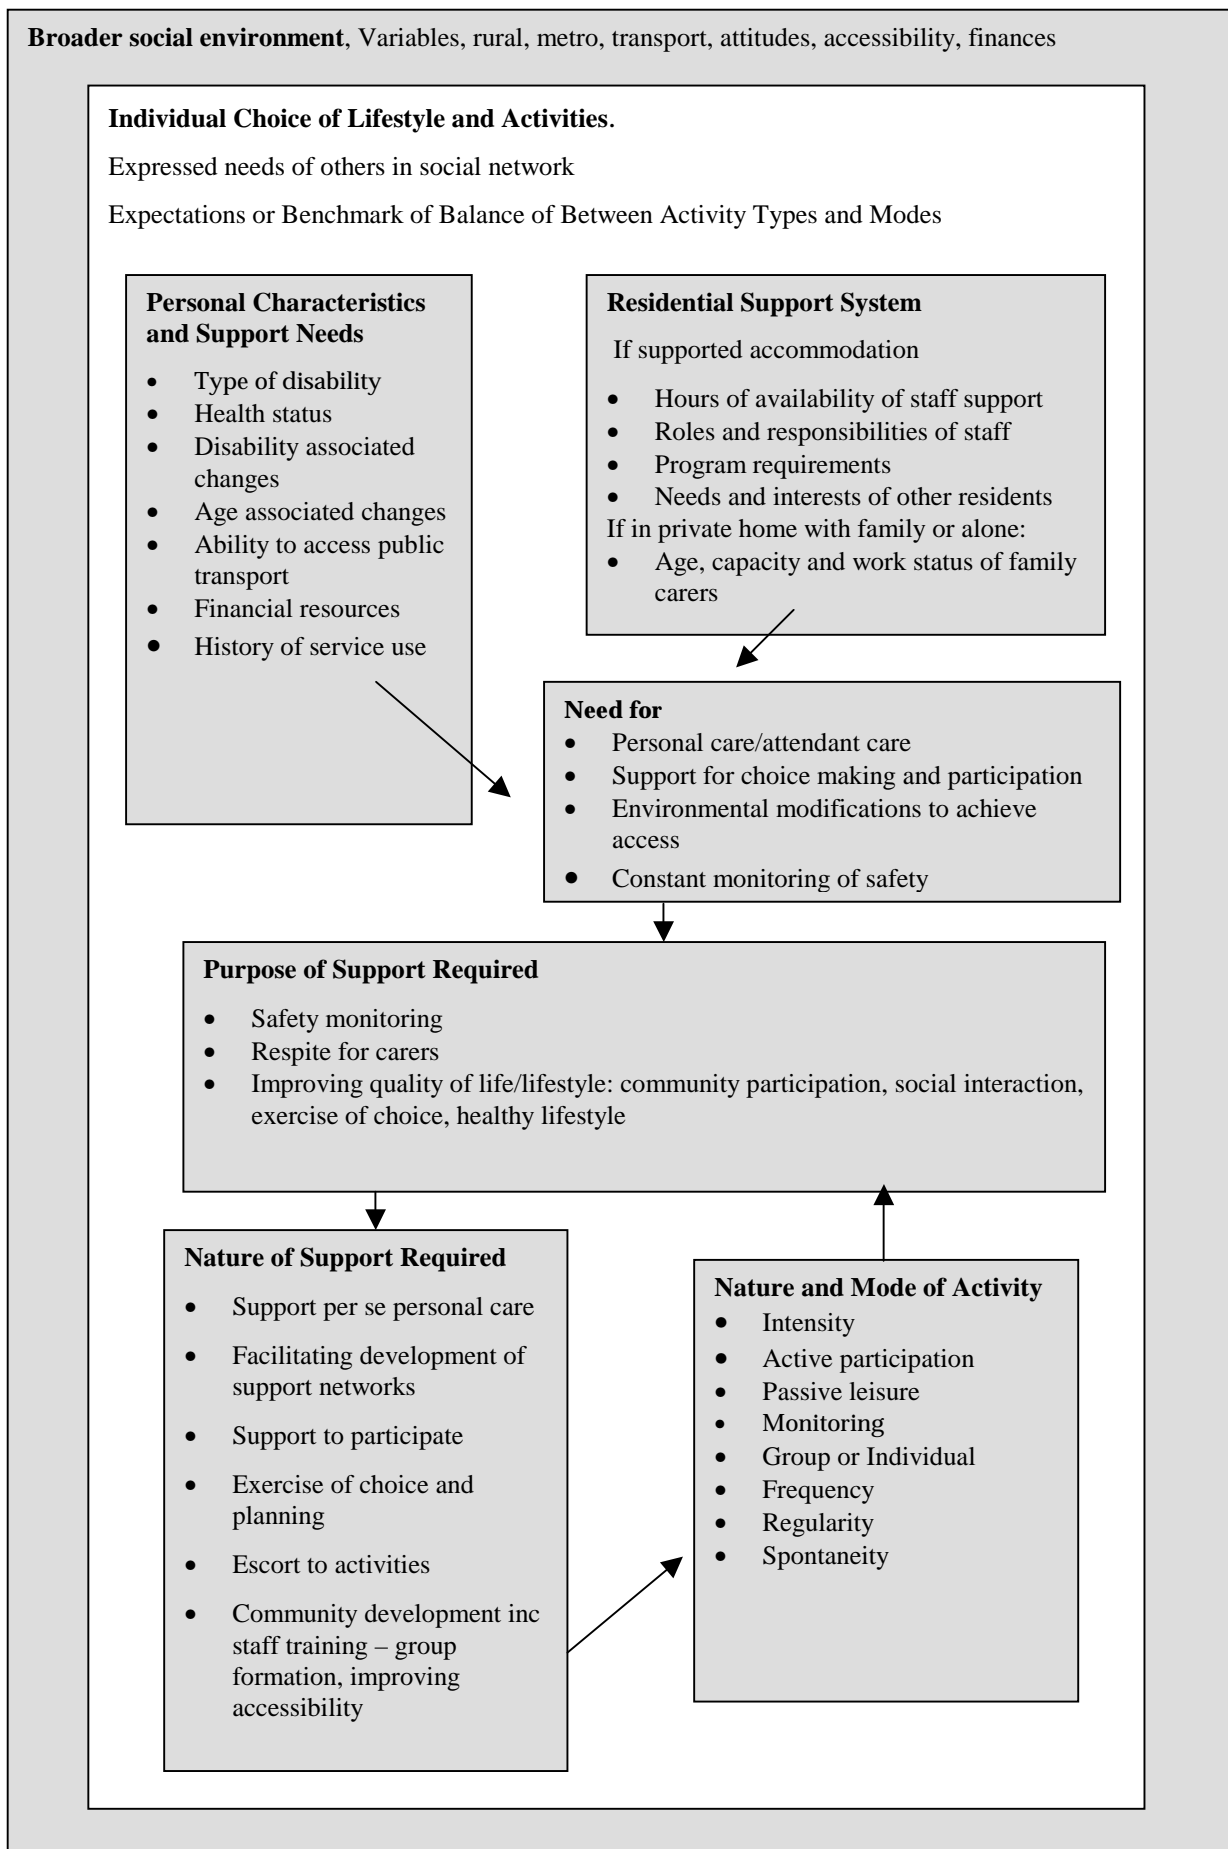 Broader social environment, Variables, rural, metro, transport, attitudes, accessibility, finances
Individual Choice of Lifestyle and Activities.
Expressed needs of others in social network
Expectations or Benchmark of Balance of Between Activity Types and Modes
Personal Characteristics
and Support Needs
• Type of disability
• Health status
• Disability associated
changes
• Age associated changes
• Ability to access public
transport
• Financial resources
• History of service use
Residential Support System
If supported accommodation
• Hours of availability of staff support
• Roles and responsibilities of staff
• Program requirements
• Needs and interests of other residents
If in private home with family or alone:
• Age, capacity and work status of family
carers
Need for
• Personal care/attendant care
• Support for choice making and participation
• Environmental modifications to achieve
access
• Constant monitoring of safety
Purpose of Support Required
• Safety monitoring
• Respite for carers
• Improving quality of life/lifestyle: community participation, social interaction,
exercise of choice, healthy lifestyle
Nature of Support Required
• Support per se personal care
• Facilitating development of
support networks
• Support to participate
• Exercise of choice and
planning
• Escort to activities
• Community development inc
staff training – group
formation, improving
accessibility
Nature and Mode of Activity
• Intensity
• Active participation
• Passive leisure
• Monitoring
• Group or Individual
• Frequency
• Regularity
• Spontaneity